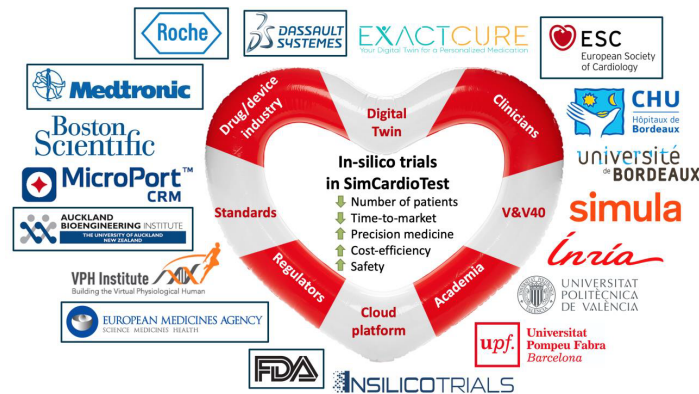 Roche
DASSAULT
SYSTEMES
EXACTCURE
Your Digital Twin for a Personalized Medication.
ESC
European Society
of Cardiology
Medtronic
Boston
Scientific
MicroPort™
CRM
AUCKLAND
BIOENGINEERING INSTITUTE
THE UNIVERSITY OF AUCKLAND
NEW ZEALAND
VPH Institute
Building the Virtual Physiological Human
EUROPEAN MEDICINES AGENCY
SCIENCE MEDICINES HEALTH
FDA
INSILICOTRIALS
CHU
Hôpitaux de
Bordeaux
université
de BORDEAUX
simula
Inria
UNIVERSITAT
POLITÈCNICA
DE VALÈNCIA
upf.
Universitat
Pompeu Fabra
Barcelona
Drug/device
industry
Digital
Twin
Clinicians
Standards
V&V40
Regulators
Cloud
platform
Academia
In-silico trials
in SimCardioTest
Number of patients
Time-to-market
Precision medicine
Cost-efficiency
Safety